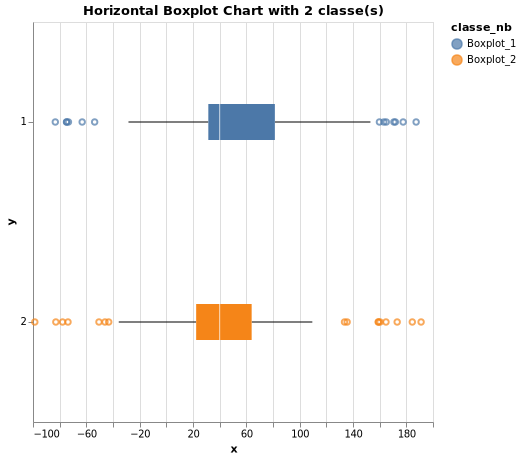 Horizontal Boxplot Chart with 2 classe(s)
classe_nb
Boxplot_1
Boxplot_2
1
y
2
−100 −60 −20 20 60 100 140 180
x